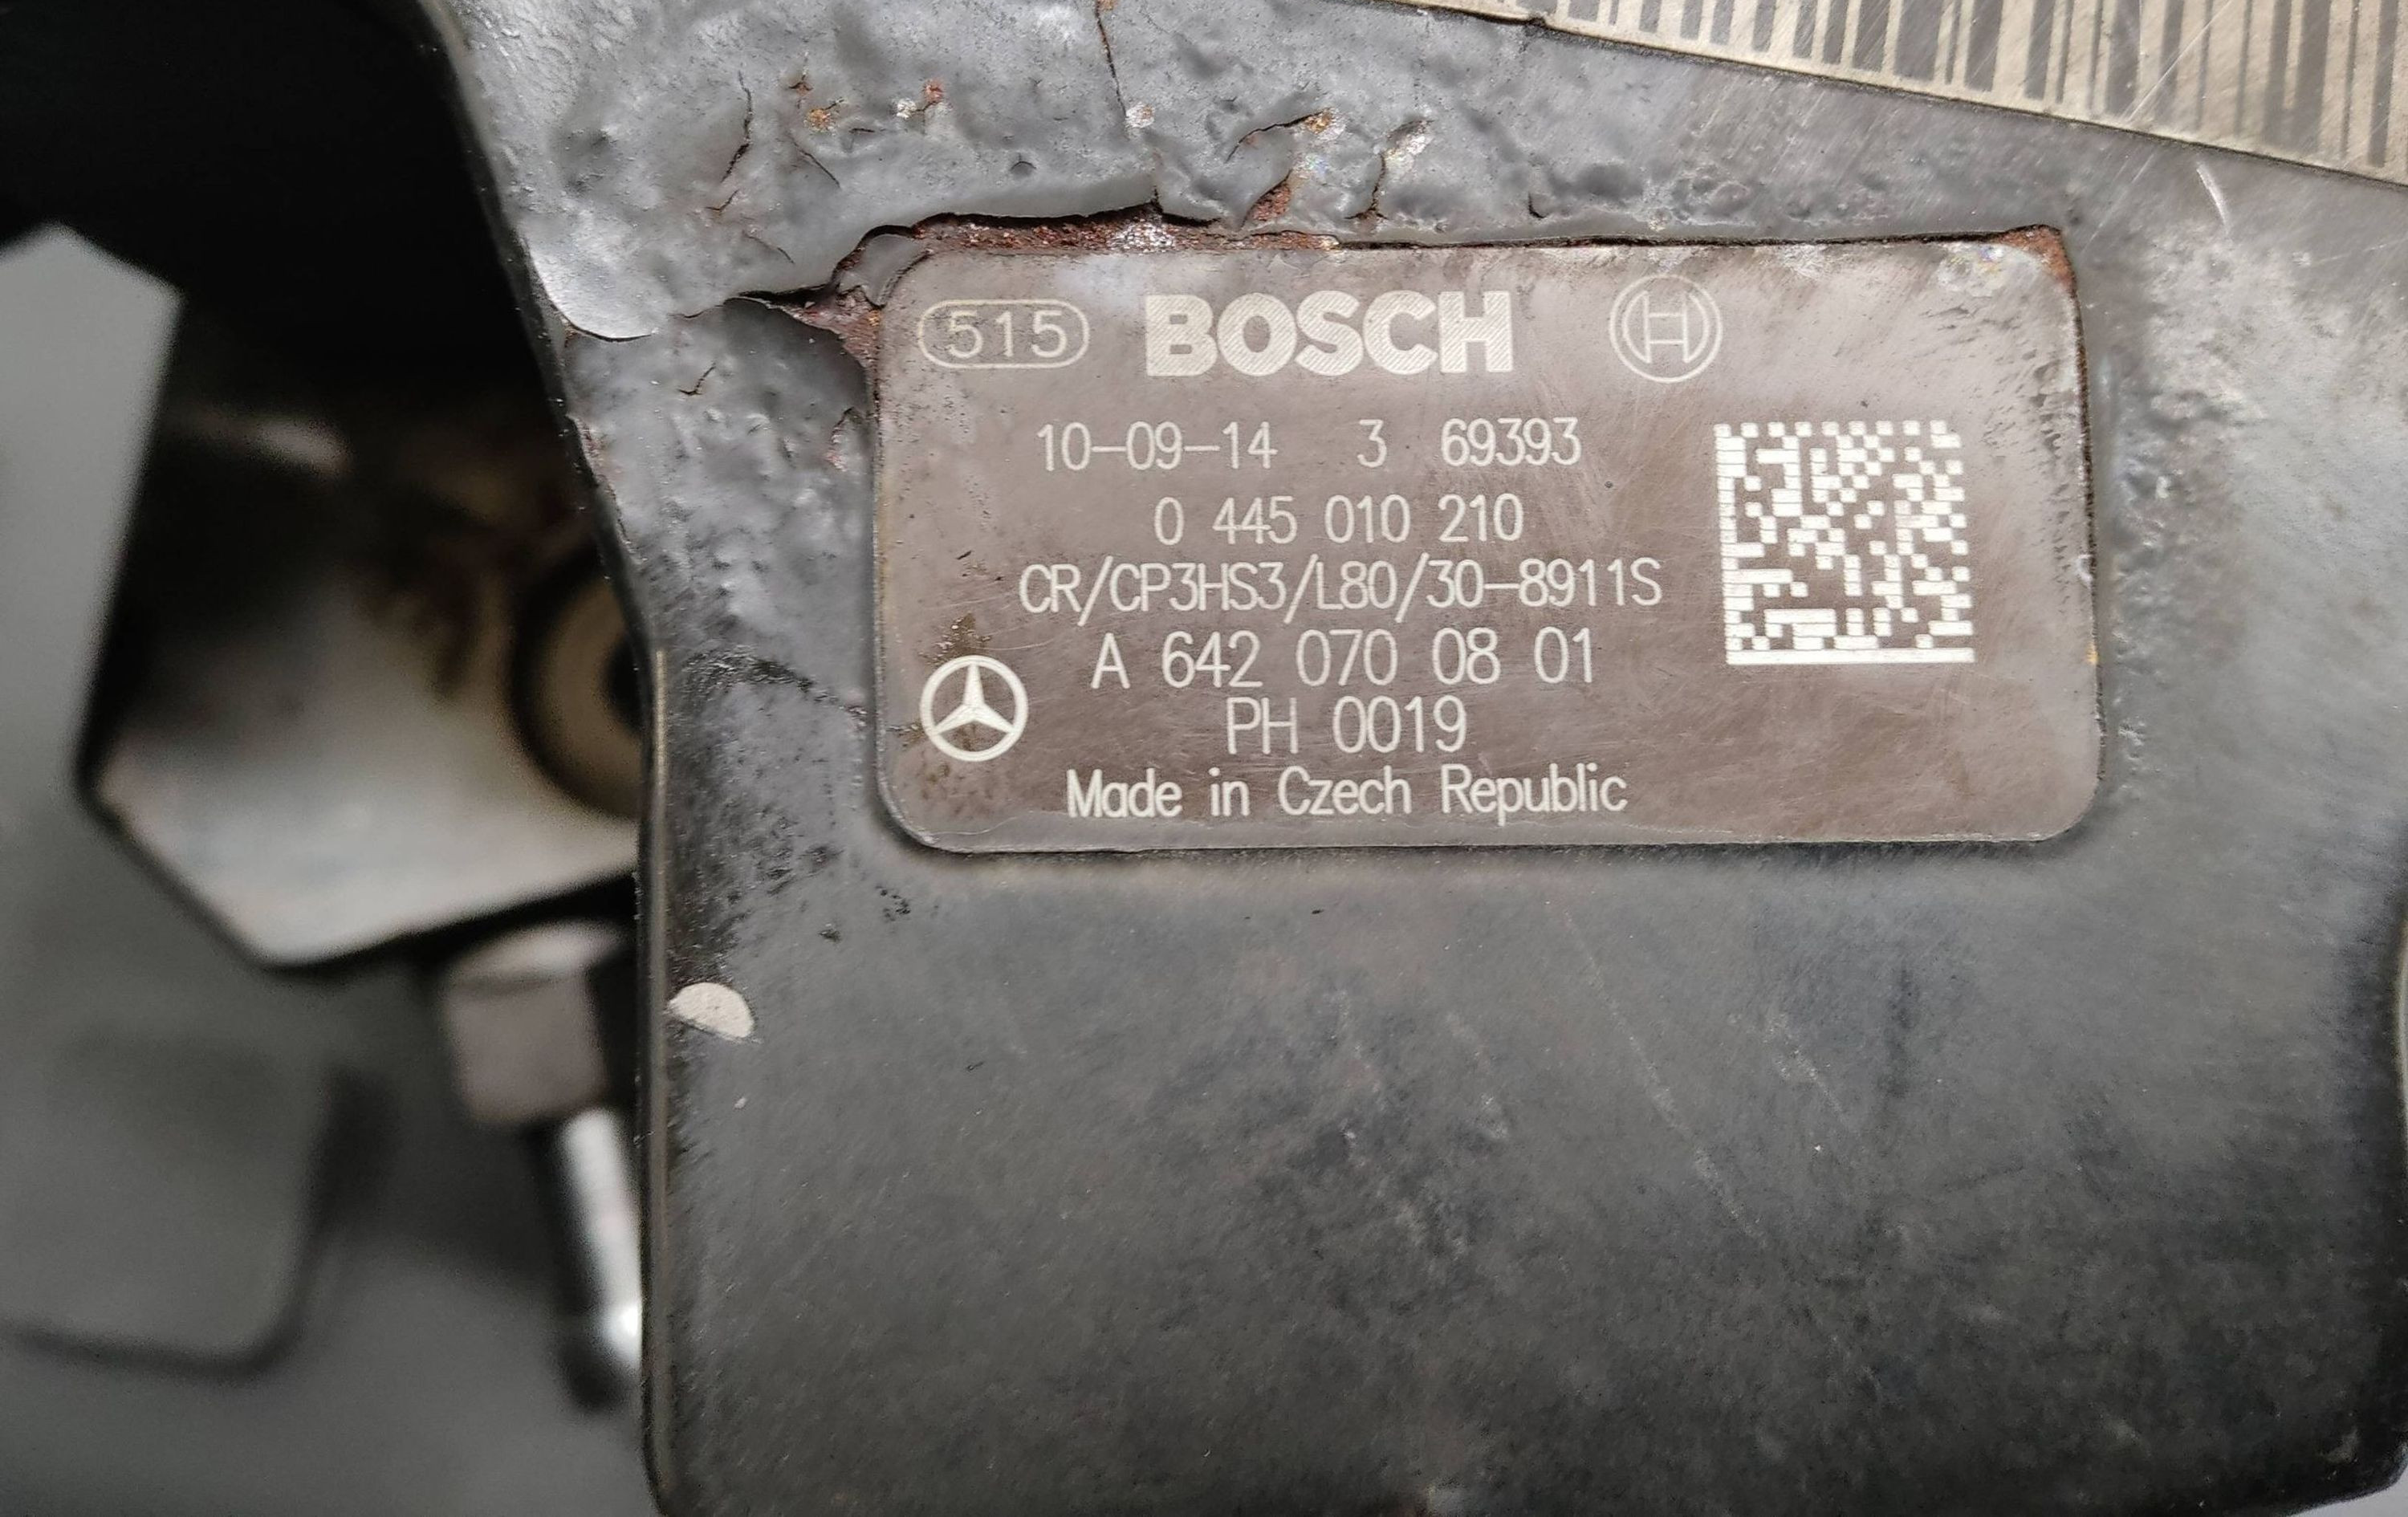 515 BOSCH
10-09-14 3 69393
0 445 010 210
CR/CP3HS3/L80/30-8911S
A 642 070 08 01
PH 0019
Made in Czech Republic